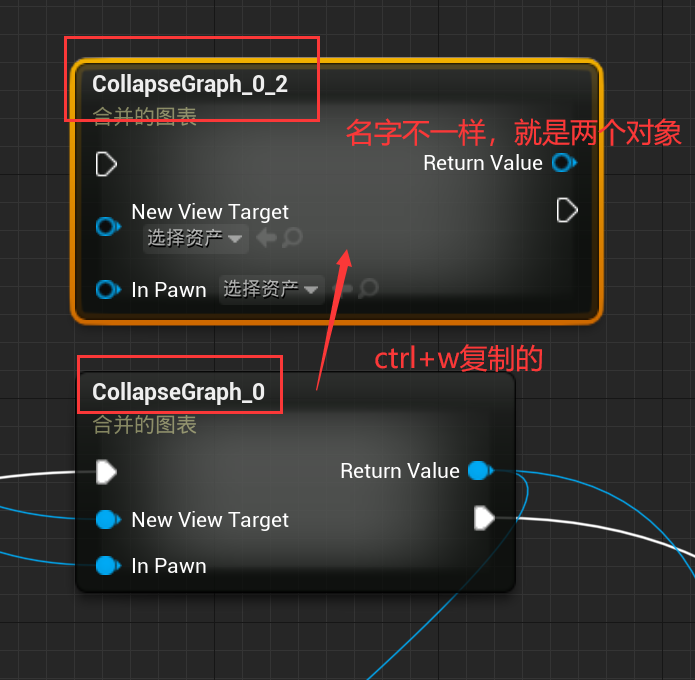 CollapseGraph_0_2
合并的图表
名字不一样，就是两个对象
Return Value
New View Target
选择资产
In Pawn
选择资产
ctrl+w复制的
CollapseGraph_0
合并的图表
Return Value
New View Target
In Pawn